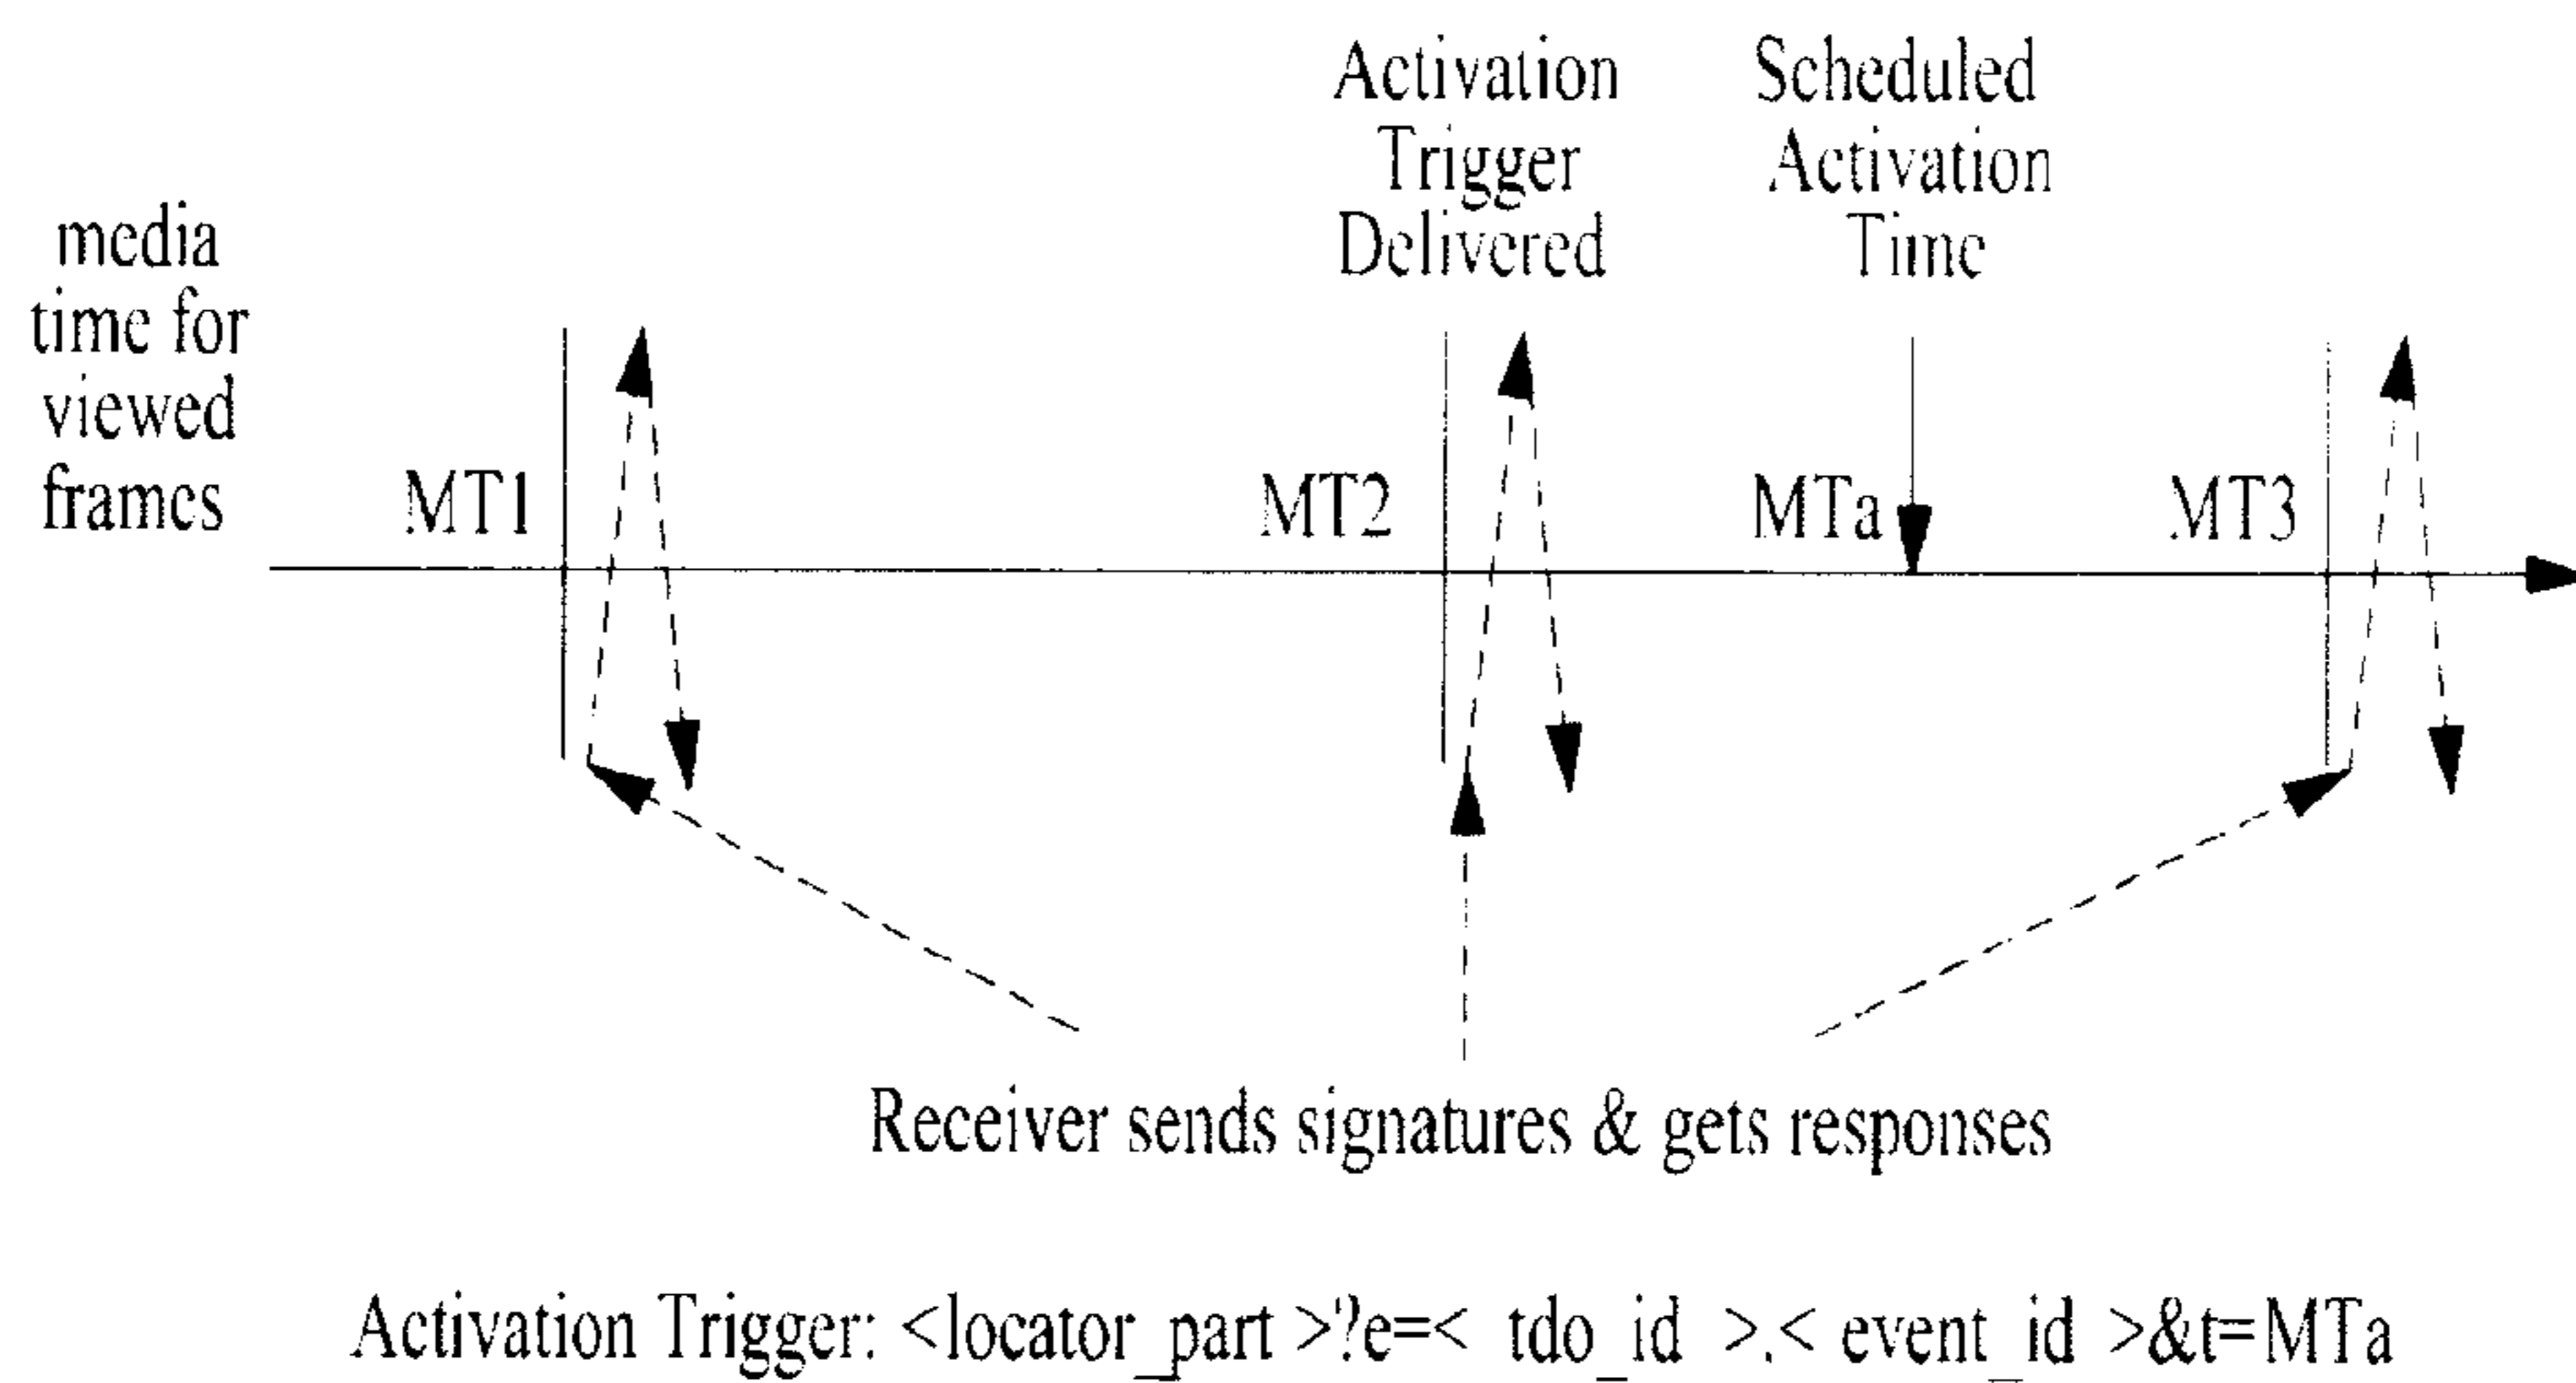 Activation
Trigger
Delivered
Scheduled
Activation
Time
media
time for
viewed
frames
MT1
MT2
MTa
MT3
Receiver sends signatures & gets responses
Activation Trigger: <locator_part >?e=< tdo_id >.< event_id >&t=MTa